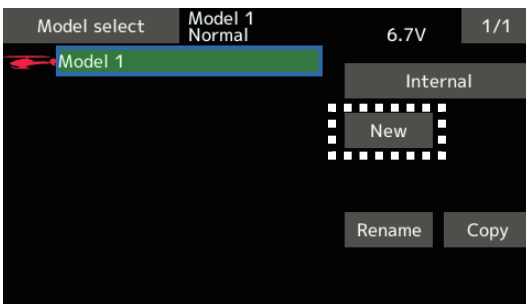 Model select
Model 1
Normal
6.7V
1/1
Model 1
Internal
New
Rename
Copy